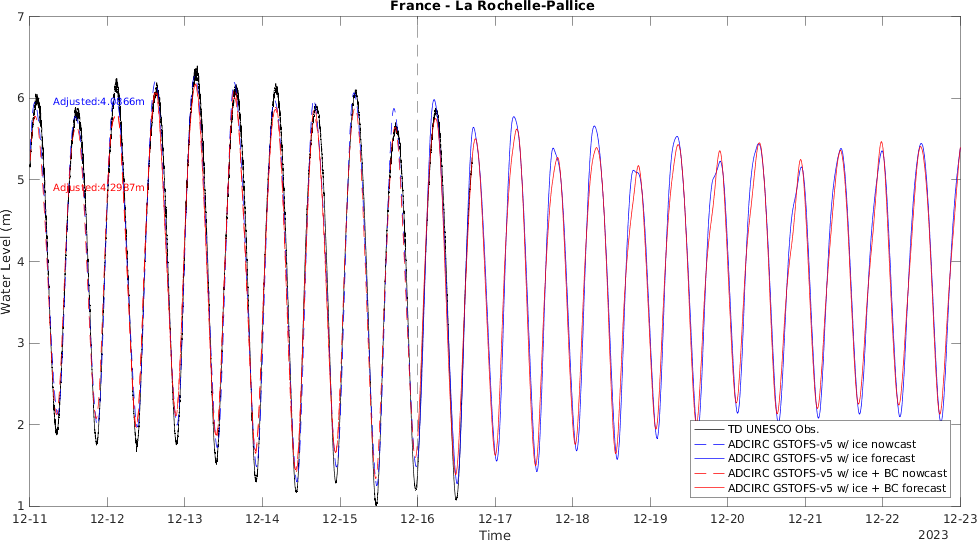 France - La Rochelle-Pallice
7
6
5
4
3
2
1
Water Level (m)
Adjusted:4.0866m
Adjusted:4.2987m
TD UNESCO Obs.
ADCIRC GSTOFS-v5 w/ ice nowcast
ADCIRC GSTOFS-v5 w/ ice forecast
ADCIRC GSTOFS-v5 w/ ice + BC nowcast
ADCIRC GSTOFS-v5 w/ ice + BC forecast
12-11 12-12 12-13 12-14 12-15 12-16 12-17 12-18 12-19 12-20 12-21 12-22 12-23
Time
2023